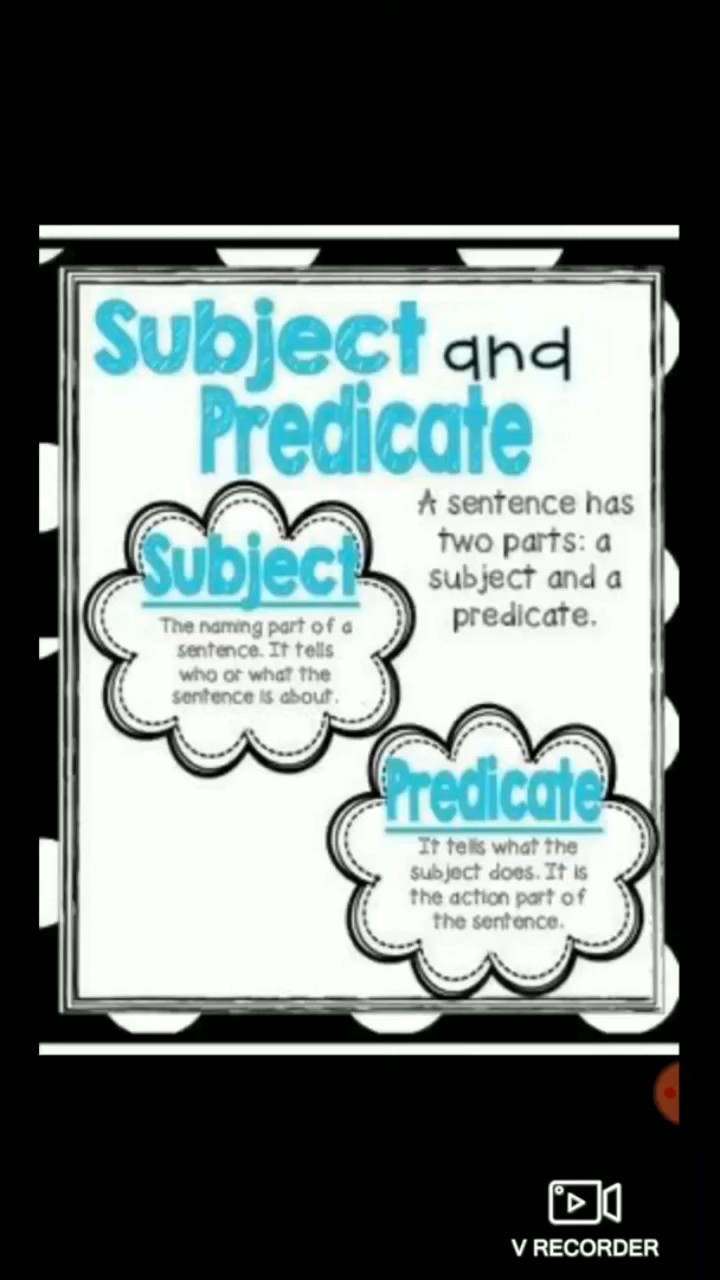 Subject and
Predicate
A sentence has
two parts: a
subject and a
predicate.
Subject
The naming part of a
sentence. It tells
who or what the
sentence is about.
Predicate
It tells what the
subject does. It is
the action part of
the sentence.
V RECORDER